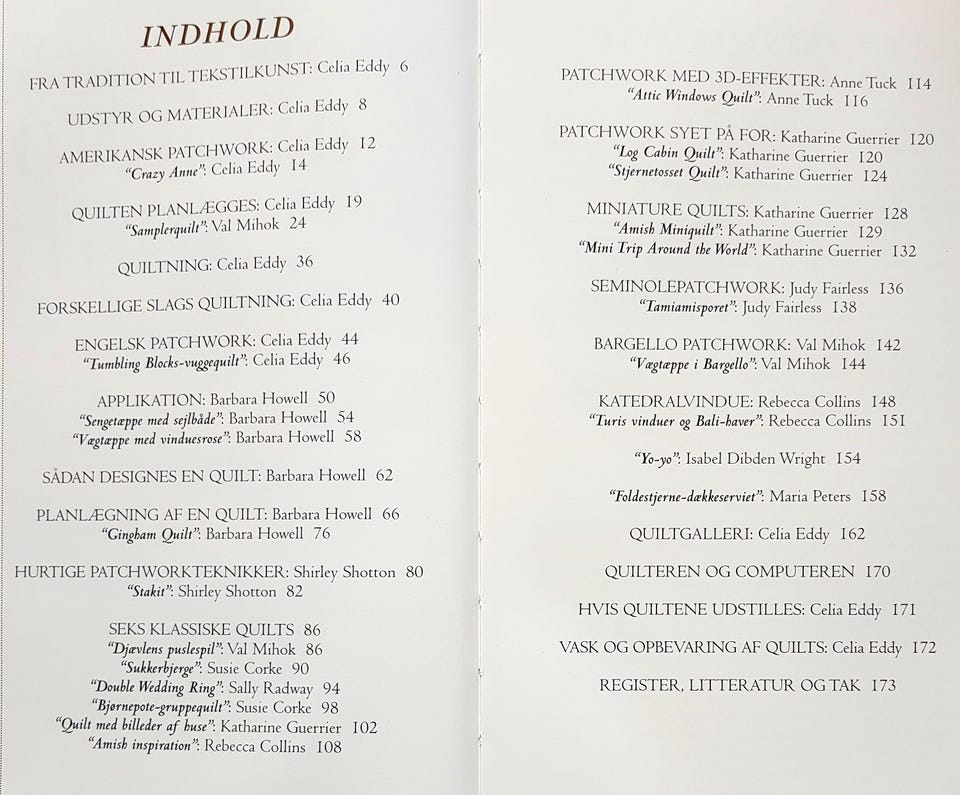 INDHOLD
FRA TRADITION TIL TEKSTILKUNST: Celia Eddy 6
UDSTYR OG MATERIALER: Celia Eddy 8
AMERIKANSK PATCHWORK: Celia Eddy 12
"Crazy Anne": Celia Eddy 14
QUILTEN PLANLÆGGES: Celia Eddy 19
"Samplerquilt": Val Mihok 24
QUILTNING: Celia Eddy 36
FORSKELLIGE SLAGS QUILTNING: Celia Eddy 40
ENGELSK PATCHWORK: Celia Eddy 44
"Tumbling Blocks-vuggequilt": Celia Eddy 46
APPLIKATION: Barbara Howell 50
"Sengetæppe med sejlbåde": Barbara Howell 54
"Vægtæppe med vinduesrose": Barbara Howell 58
SÅDAN DESIGNES EN QUILT: Barbara Howell 62
PLANLÆGNING AF EN QUILT: Barbara Howell 66
"Gingham Quilt": Barbara Howell 76
HURTIGE PATCHWORKTEKNIKKER: Shirley Shotton 80
"Stakit": Shirley Shotton 82
SEKS KLASSISKE QUILTS 86
"Djævlens puslespil": Val Mihok 86
"Sukkerbjerge": Susie Corke 90
"Double Wedding Ring": Sally Radway 94
"Bjørnepote-gruppequilt": Susie Corke 98
"Quilt med billeder af huse": Katharine Guerrier 102
"Amish inspiration": Rebecca Collins 108
PATCHWORK MED 3D-EFFEKTER: Anne Tuck 114
"Attic Windows Quilt": Anne Tuck 116
PATCHWORK SYET PÅ FOR: Katharine Guerrier 120
"Log Cabin Quilt": Katharine Guerrier 120
"Stjernetosset Quilt": Katharine Guerrier 124
MINIATURE QUILTS: Katharine Guerrier 128
"Amish Miniquilt": Katharine Guerrier 129
"Mini Trip Around the World": Katharine Guerrier 132
SEMINOLEPATCHWORK: Judy Fairless 136
"Tamiamisporet": Judy Fairless 138
BARGELLO PATCHWORK: Val Mihok 142
"Vægtæppe i Bargello": Val Mihok 144
KATEDRALVINDUE: Rebecca Collins 148
"Turis vinduer og Bali-haver": Rebecca Collins 151
"Yo-yo": Isabel Dibden Wright 154
"Foldestjerne-dækkeserviet": Maria Peters 158
QUILTGALLERI: Celia Eddy 162
QUILTEREN OG COMPUTEREN 170
HVIS QUILTENE UDSTILLES: Celia Eddy 171
VASK OG OPBEVARING AF QUILTS: Celia Eddy 172
REGISTER, LITTERATUR OG TAK 173